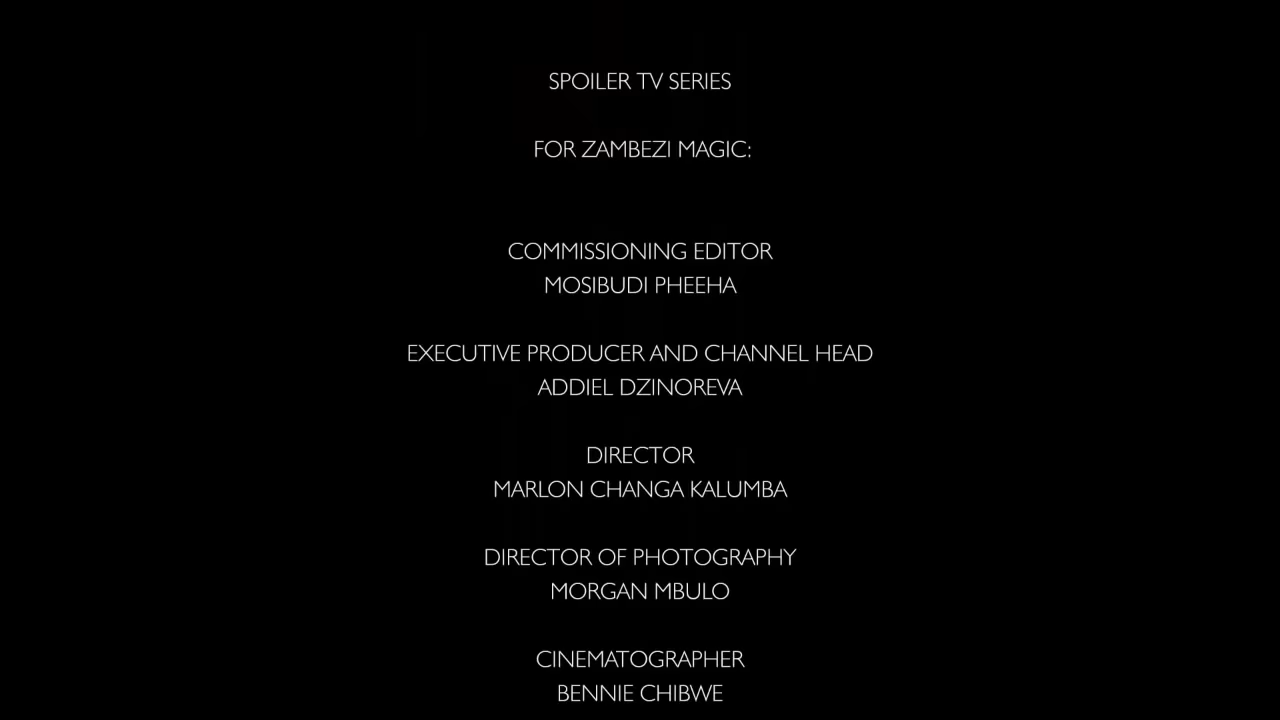 SPOILER TV SERIES
FOR ZAMBEZI MAGIC:
COMMISSIONING EDITOR
MOSIBUDI PHEEHA
EXECUTIVE PRODUCER AND CHANNEL HEAD
ADDIEL DZINOREVA
DIRECTOR
MARLON CHANGA KALUMBA
DIRECTOR OF PHOTOGRAPHY
MORGAN MBULO
CINEMATOGRAPHER
BENNIE CHIBWE